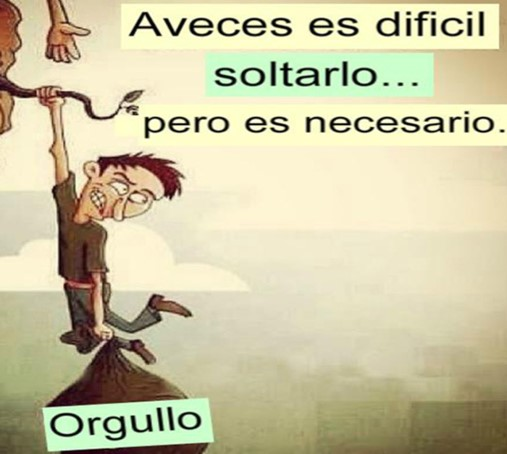 Aveces es dificil
soltarlo...
pero es necesario.
Orgullo